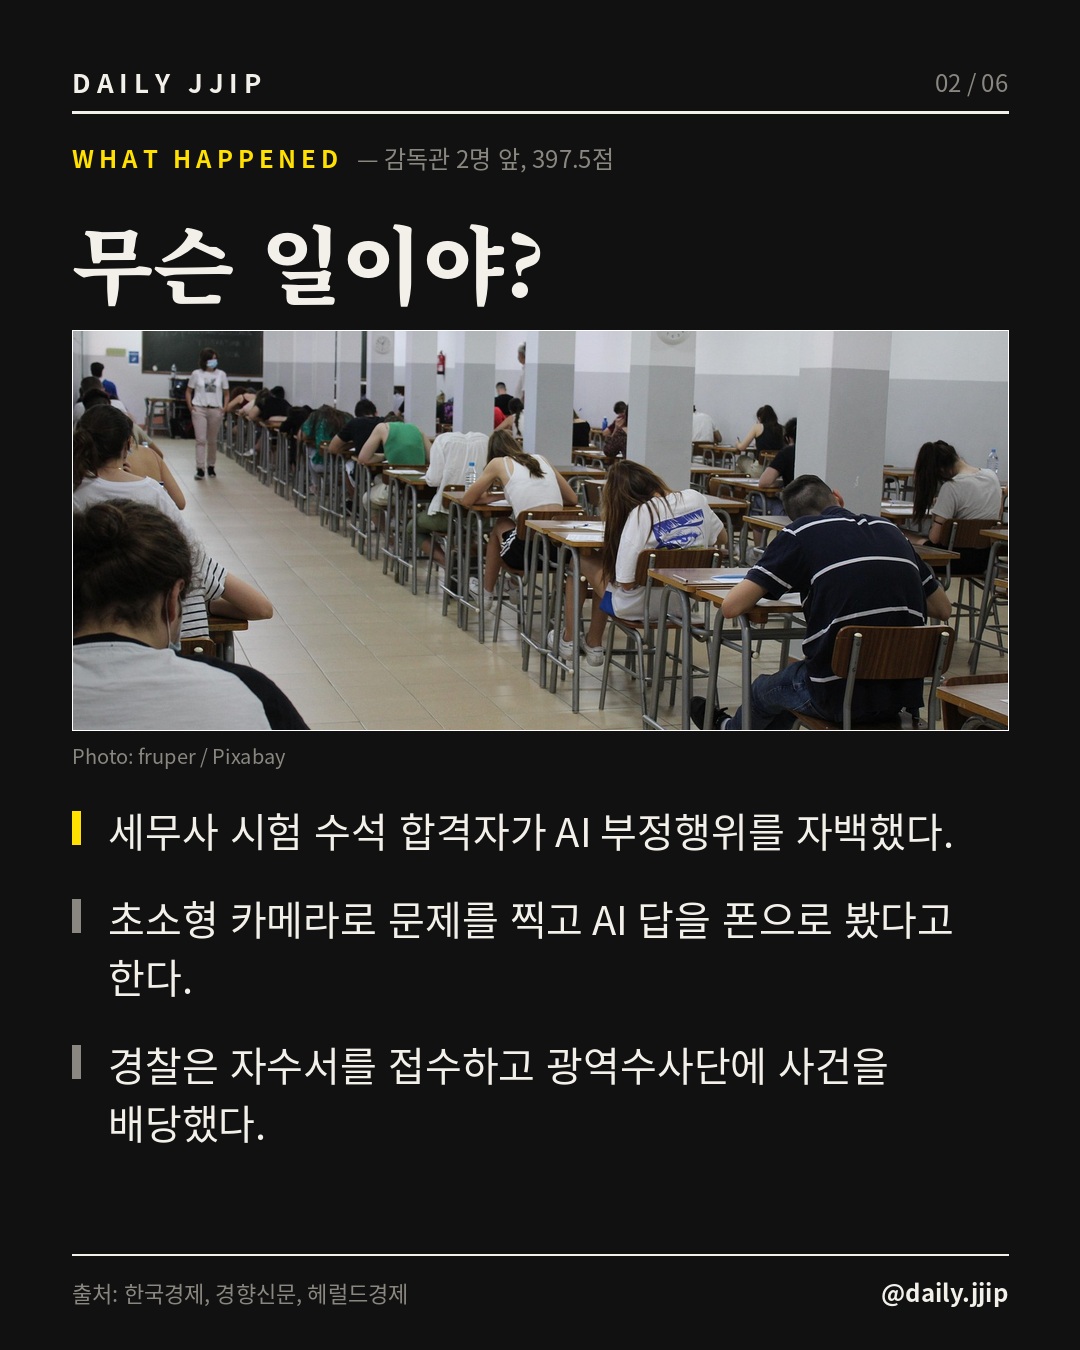 DAILY JJIP
02 / 06
WHAT HAPPENED — 감독관 2명 앞, 397.5점
무슨 일이야?
Photo: fruper / Pixabay
세무사 시험 수석 합격자가 AI 부정행위를 자백했다.
초소형 카메라로 문제를 찍고 AI 답을 폰으로 봤다고
한다.
경찰은 자수서를 접수하고 광역수사단에 사건을
배당했다.
출처: 한국경제, 경향신문, 헤럴드경제
@daily.jjip